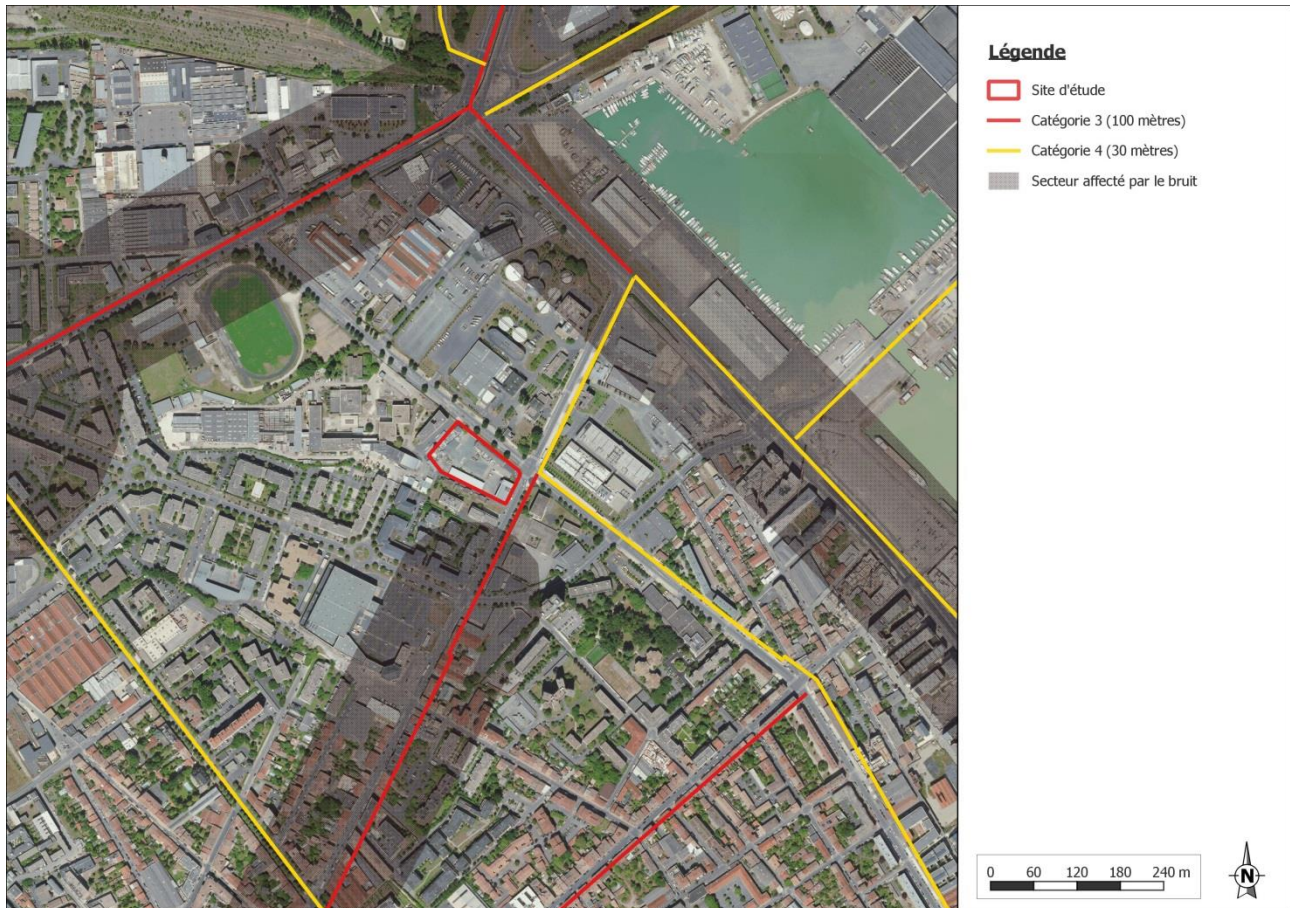 Légende
Site d'étude
Catégorie 3 (100 mètres)
Catégorie 4 (30 mètres)
Secteur affecté par le bruit
0 60 120 180 240 m
N